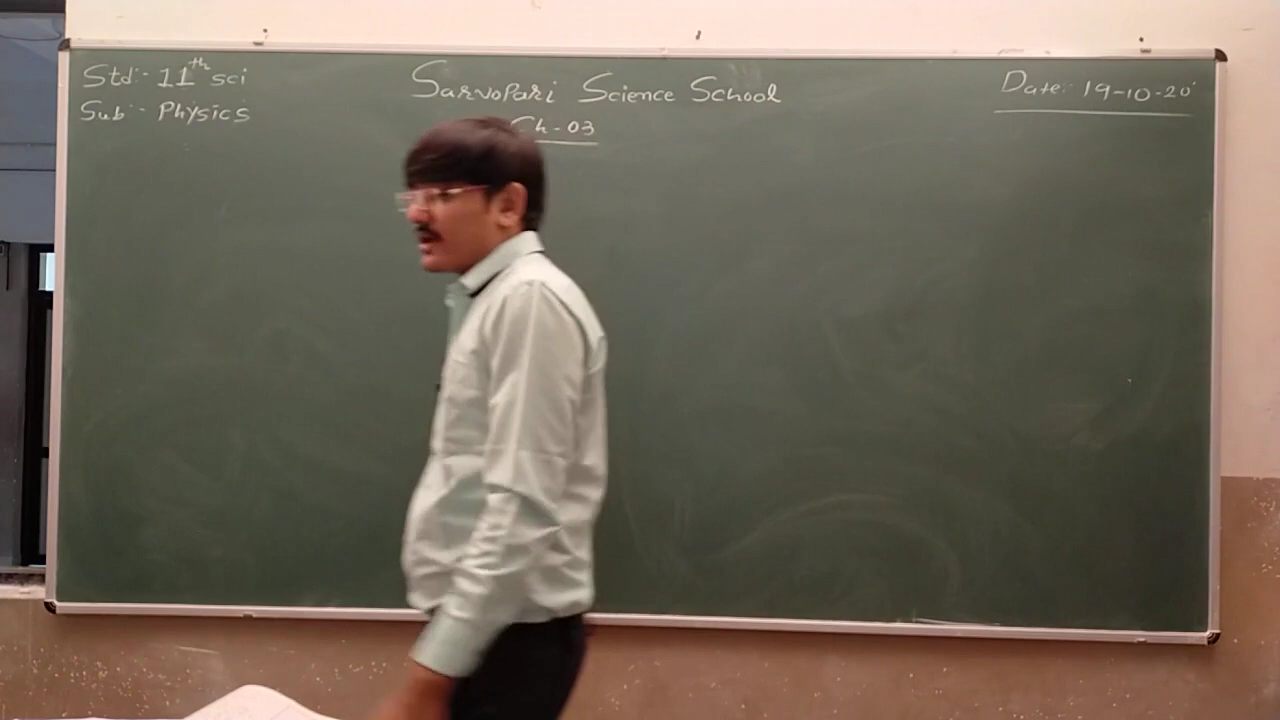 Std:- 11th sci
Sub:- Physics
Sarvopari Science School
Ch-03
Date:- 19-10-20'